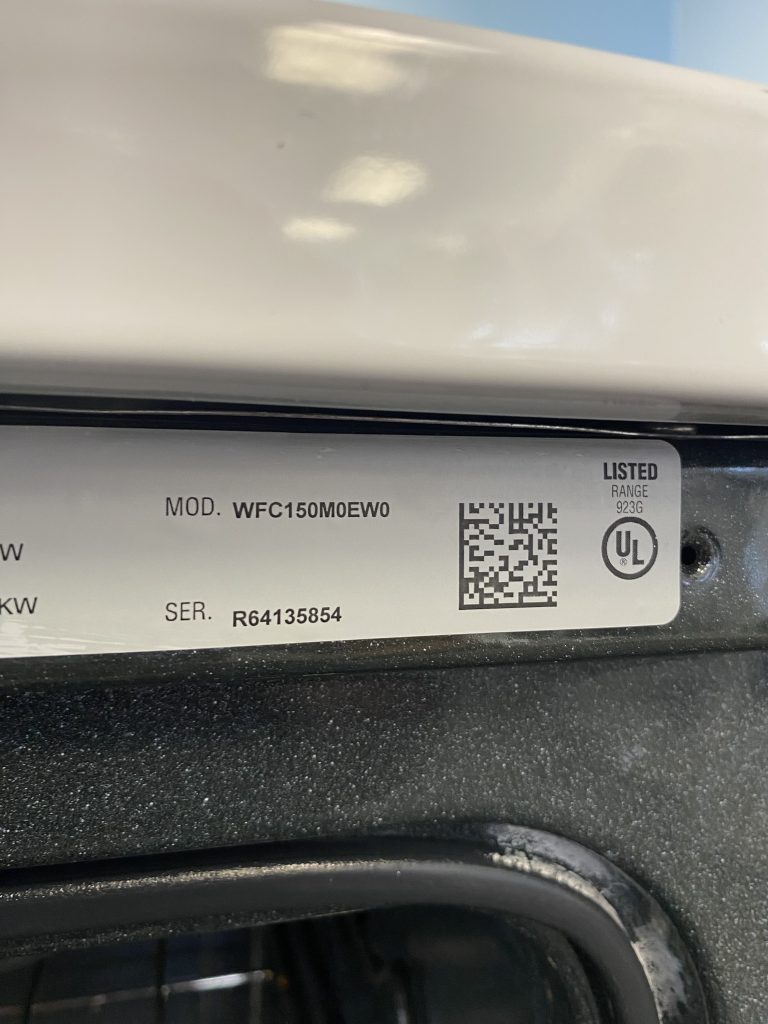 W
KW
MOD. WFC150M0EW0
SER. R64135854
LISTED
RANGE
923G
UL
®